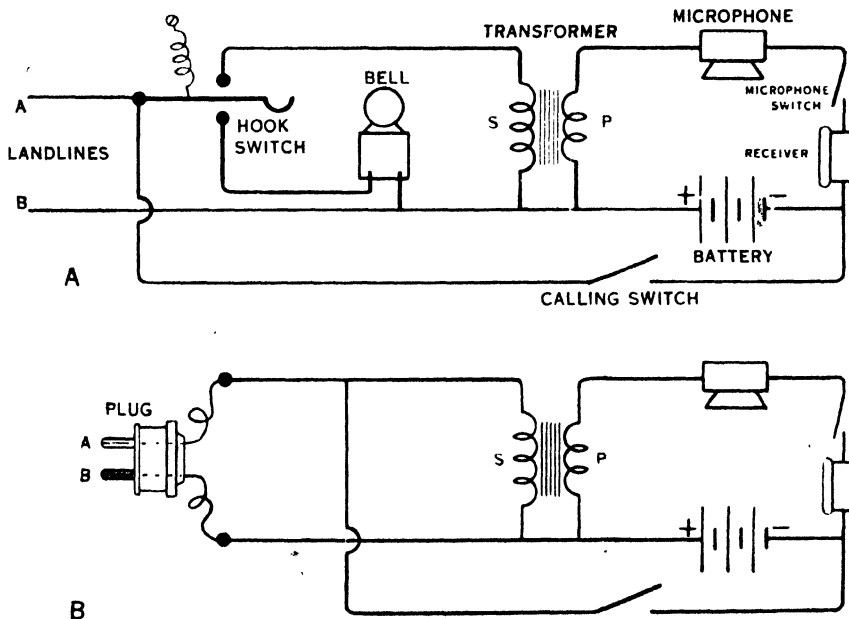 MICROPHONE
TRANSFORMER
BELL
MICROPHONE
SWITCH
A
HOOK
SWITCH
S
P
LANDLINES
RECEIVER
B
+
-
BATTERY
A
CALLING SWITCH
PLUG
A
B
S
P
+
-
B